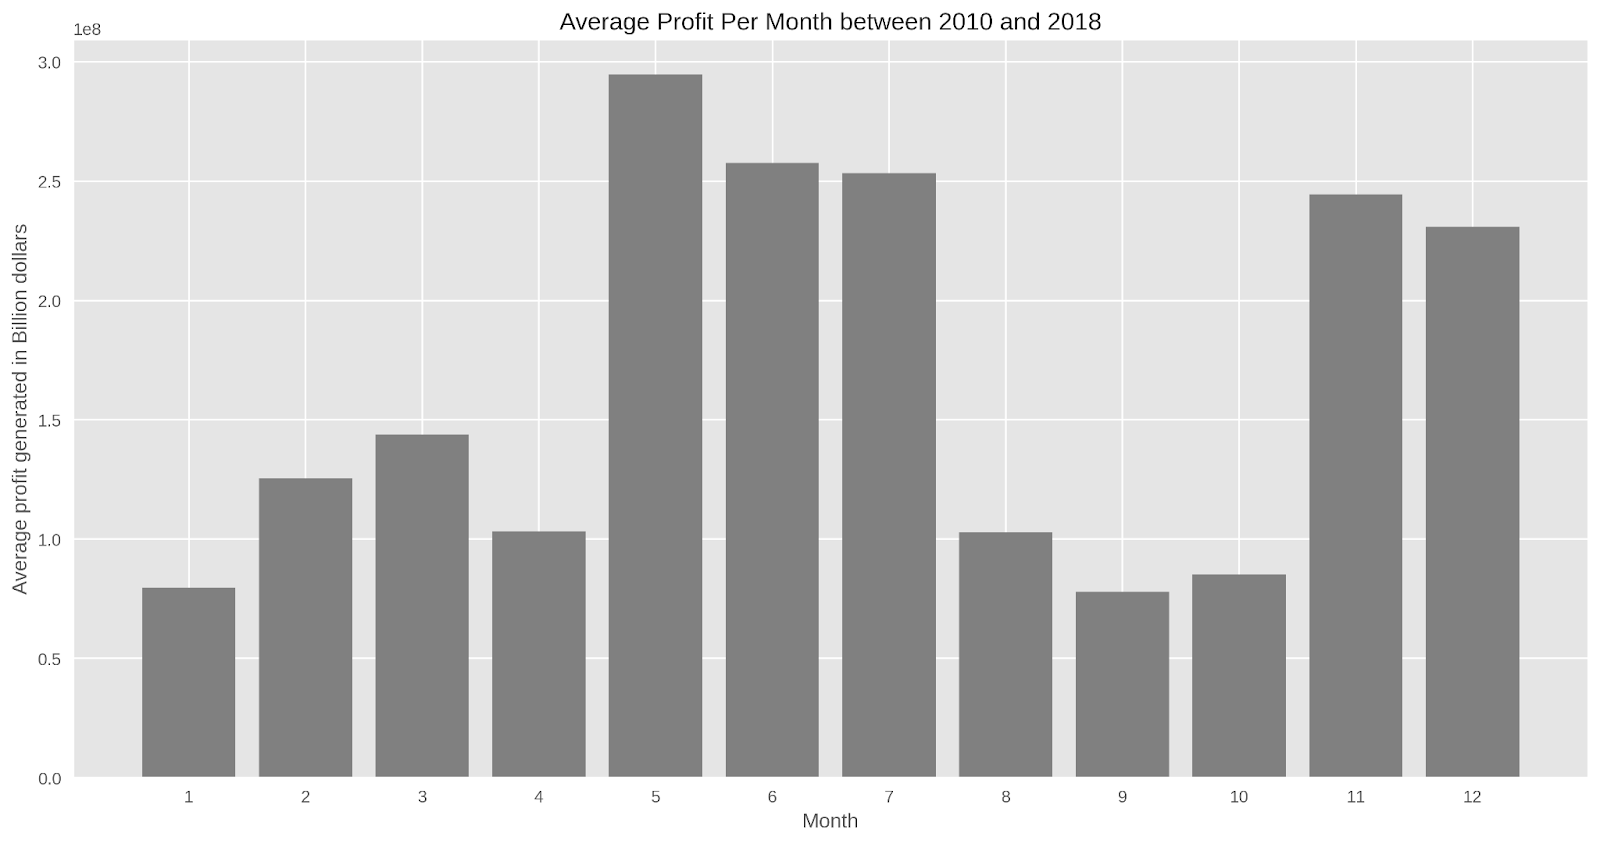 Average Profit Per Month between 2010 and 2018
1e8
3.0
2.5
2.0
1.5
1.0
0.5
0.0
Average profit generated in Billion dollars
1 2 3 4 5 6 7 8 9 10 11 12
Month